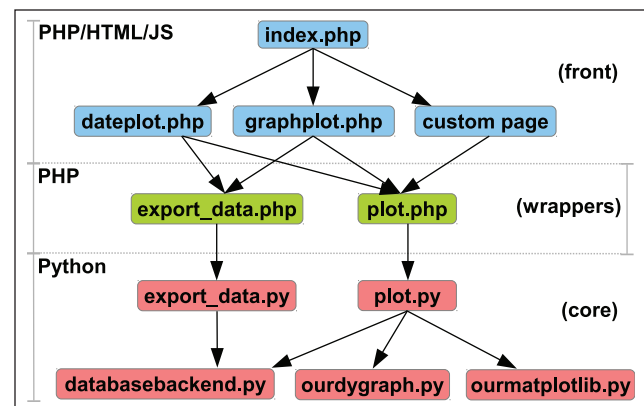 PHP/HTML/JS
index.php
(front)
dateplot.php
graphplot.php
custom page
PHP
export_data.php
plot.php
(wrappers)
Python
export_data.py
plot.py
(core)
databasebackend.py
ourdygraph.py
ourmatplotlib.py